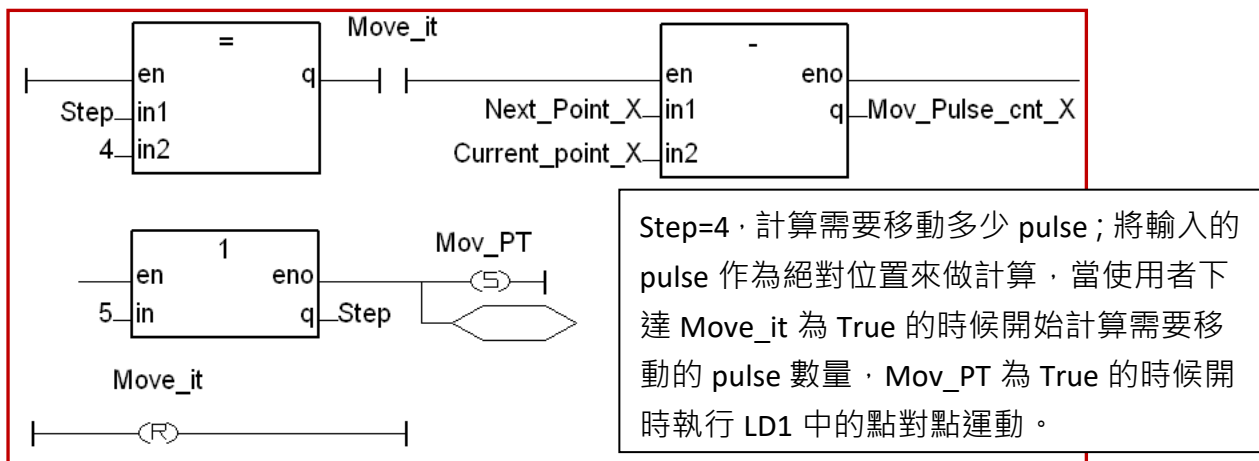 = Move_it -
en q en eno
Step in1 Next_Point_X in1 q Mov_Pulse_cnt_X
4 in2 Current_point_X in2
1 Mov_PT
en eno (S)
5 in q Step
Move_it
(R)
Step=4，計算需要移動多少 pulse；將輸入的
pulse 作為絕對位置來做計算，當使用者下
達 Move_it 為 True 的時候開始計算需要移
動的 pulse 數量，Mov_PT 為 True 的時候開
時執行 LD1 中的點對點運動。